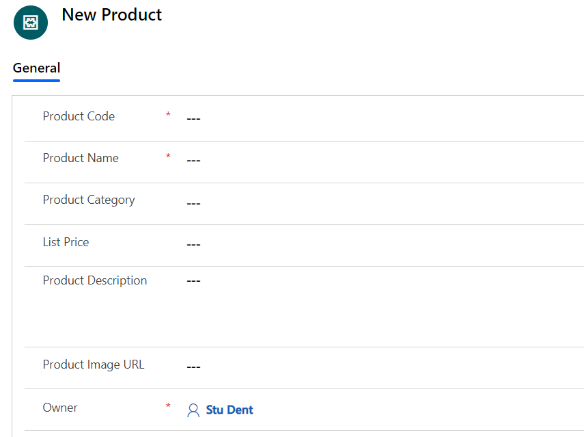 New Product
General
Product Code * ---
Product Name * ---
Product Category ---
List Price ---
Product Description ---
Product Image URL ---
Owner * Stu Dent